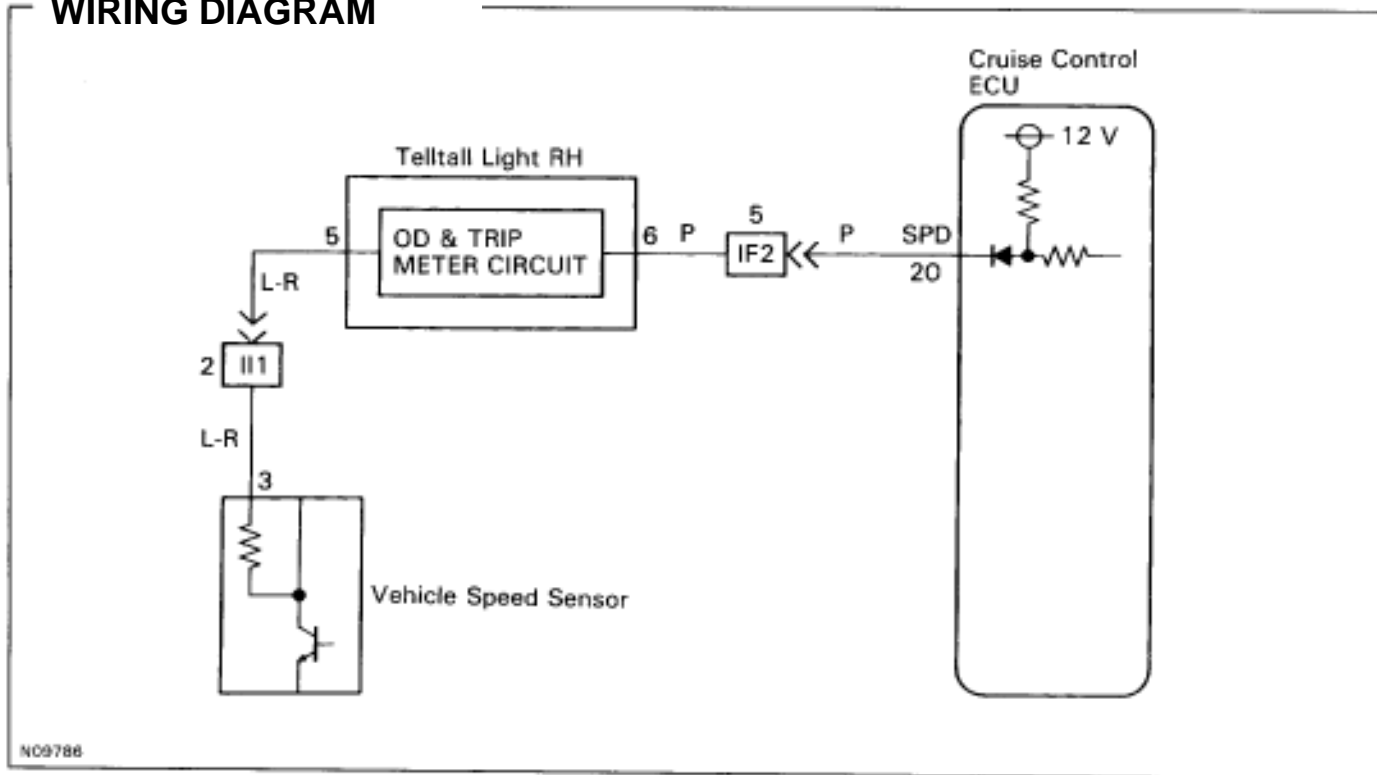 WIRING DIAGRAM
Cruise Control
ECU
12 V
Telltall Light RH
5
OD & TRIP
METER CIRCUIT
6
P
5
IF2
P
SPD
20
L-R
2
II1
L-R
3
Vehicle Speed Sensor
N09786